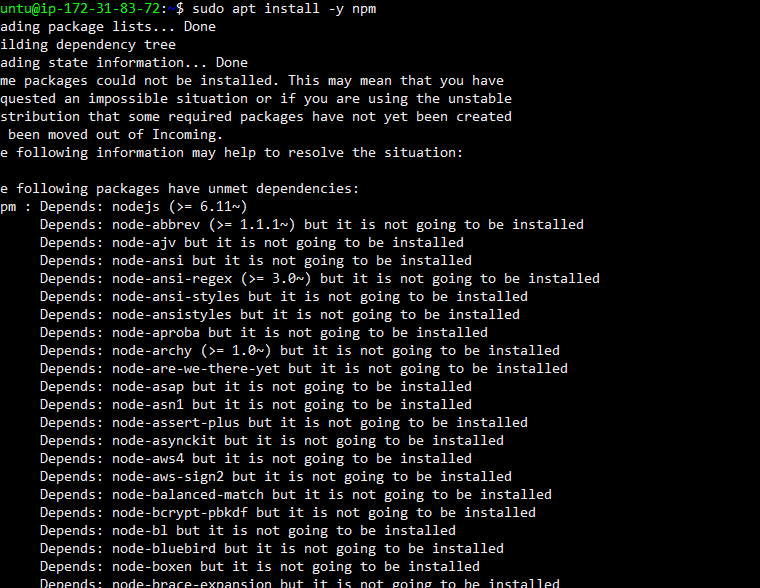 untu@ip-172-31-83-72:~$ sudo apt install -y npm
ading package lists... Done
ilding dependency tree
ading state information... Done
me packages could not be installed. This may mean that you have
quested an impossible situation or if you are using the unstable
stribution that some required packages have not yet been created
been moved out of Incoming.
e following information may help to resolve the situation:
e following packages have unmet dependencies:
pm : Depends: nodejs (>= 6.11~)
Depends: node-abbrev (>= 1.1.1~) but it is not going to be installed
Depends: node-ajv but it is not going to be installed
Depends: node-ansi but it is not going to be installed
Depends: node-ansi-regex (>= 3.0~) but it is not going to be installed
Depends: node-ansi-styles but it is not going to be installed
Depends: node-ansistyles but it is not going to be installed
Depends: node-aproba but it is not going to be installed
Depends: node-archy (>= 1.0~) but it is not going to be installed
Depends: node-are-we-there-yet but it is not going to be installed
Depends: node-asap but it is not going to be installed
Depends: node-asn1 but it is not going to be installed
Depends: node-assert-plus but it is not going to be installed
Depends: node-asynckit but it is not going to be installed
Depends: node-aws4 but it is not going to be installed
Depends: node-aws-sign2 but it is not going to be installed
Depends: node-balanced-match but it is not going to be installed
Depends: node-bcrypt-pbkdf but it is not going to be installed
Depends: node-bl but it is not going to be installed
Depends: node-bluebird but it is not going to be installed
Depends: node-boxen but it is not going to be installed
Depends: node-brace-expansion but it is not going to be installed